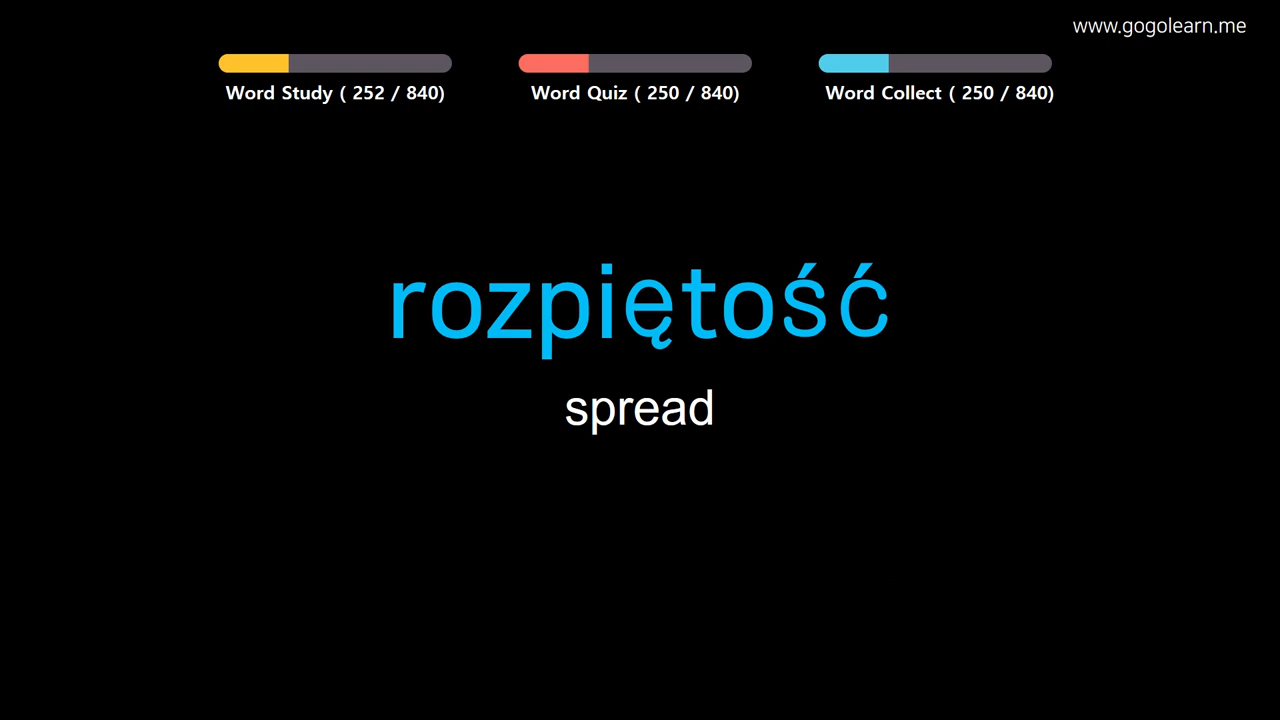 www.gogolearn.me
Word Study ( 252 / 840)
Word Quiz ( 250 / 840)
Word Collect ( 250 / 840)
rozpiętość
spread